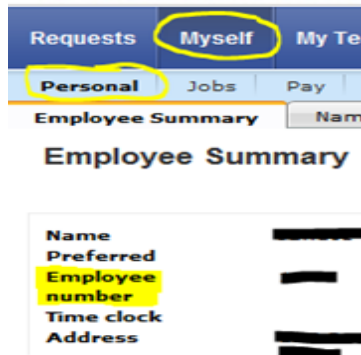 Requests Myself My Te
Personal Jobs Pay
Employee Summary Nam
Employee Summary
Name
Preferred
Employee
number
Time clock
Address